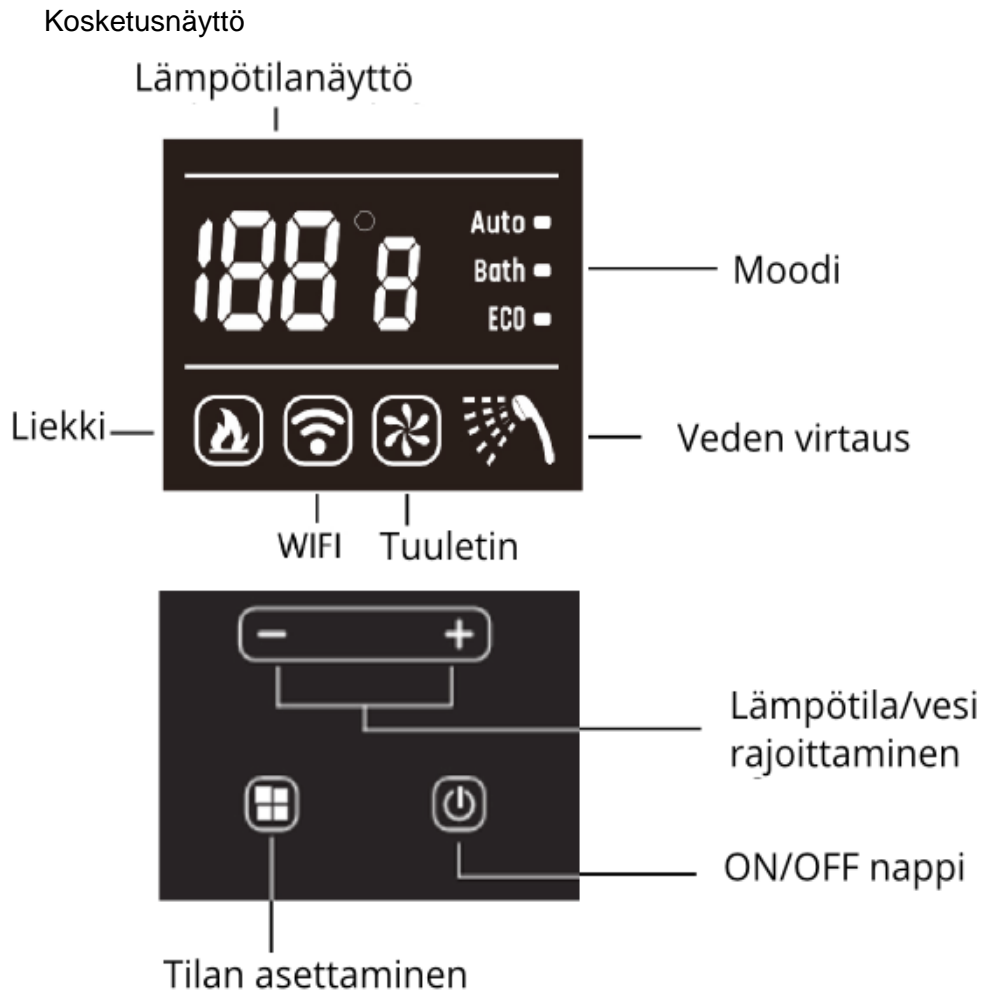 Kosketusnäyttö
Lämpötilanäyttö
188°8
Auto
Bath
ECO
Moodi
Liekki
Veden virtaus
WIFI
Tuuletin
- +
Lämpötila/vesi
rajoittaminen
ON/OFF nappi
Tilan asettaminen